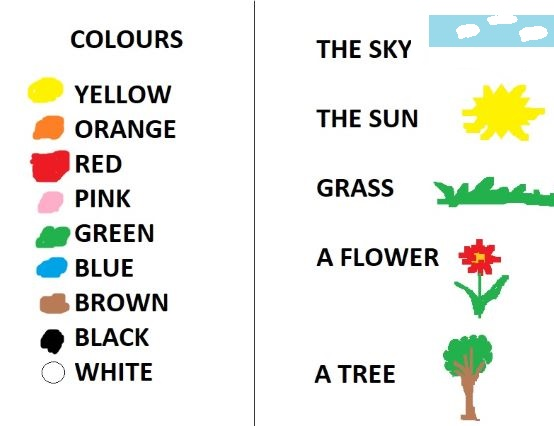 COLOURS
YELLOW
ORANGE
RED
PINK
GREEN
BLUE
BROWN
BLACK
WHITE
THE SKY
THE SUN
GRASS
A FLOWER
A TREE